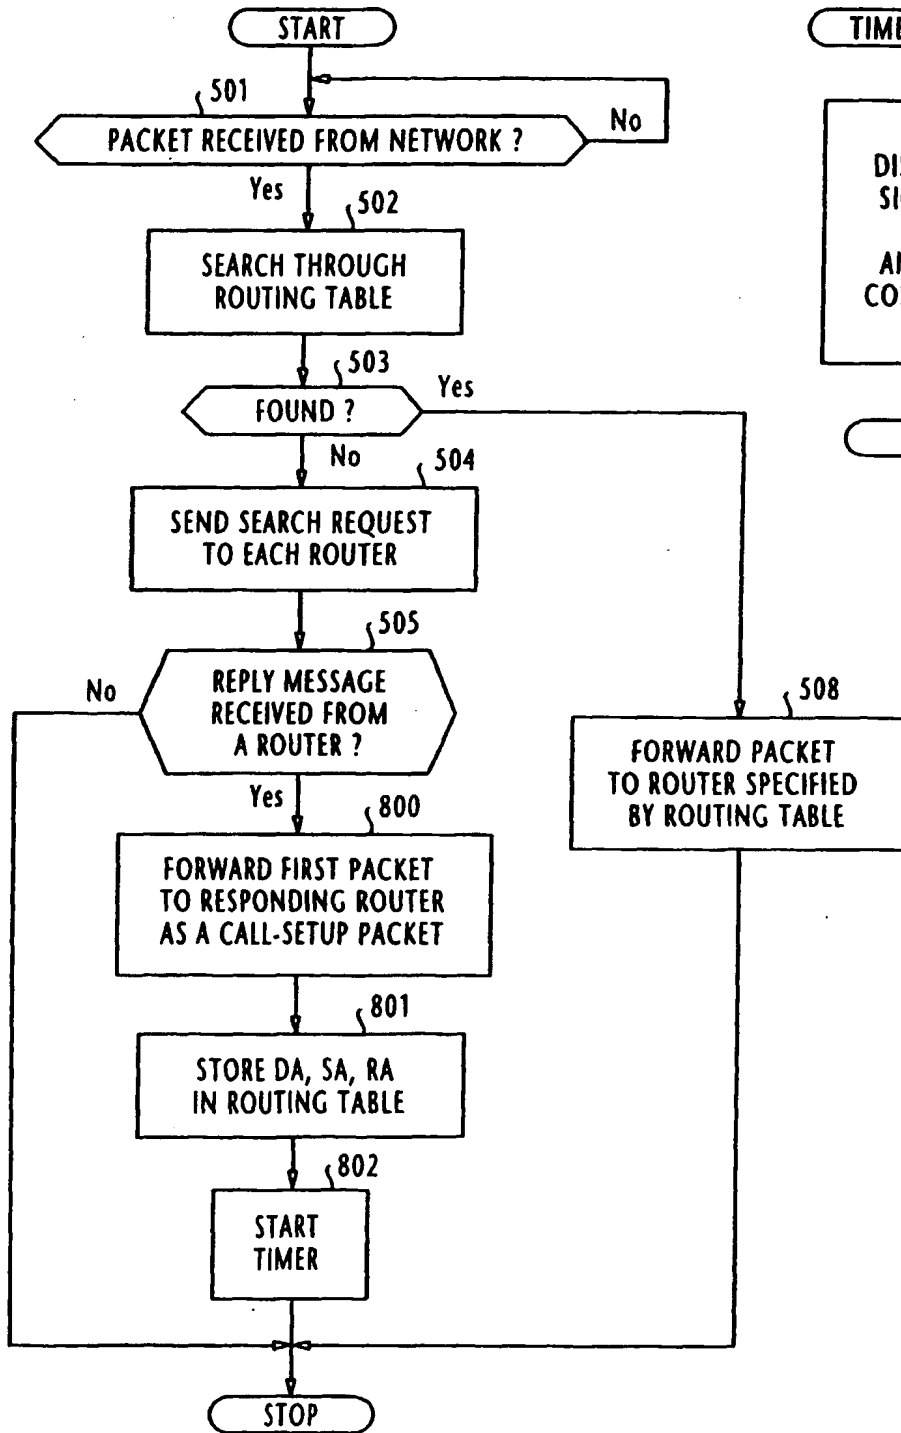 START
501
PACKET RECEIVED FROM NETWORK ?
No
Yes
502
SEARCH THROUGH
ROUTING TABLE
503
FOUND ?
Yes
No
504
SEND SEARCH REQUEST
TO EACH ROUTER
505
REPLY MESSAGE
RECEIVED FROM
A ROUTER ?
No
Yes
508
FORWARD PACKET
TO ROUTER SPECIFIED
BY ROUTING TABLE
800
FORWARD FIRST PACKET
TO RESPONDING ROUTER
AS A CALL-SETUP PACKET
801
STORE DA, SA, RA
IN ROUTING TABLE
802
START
TIMER
STOP